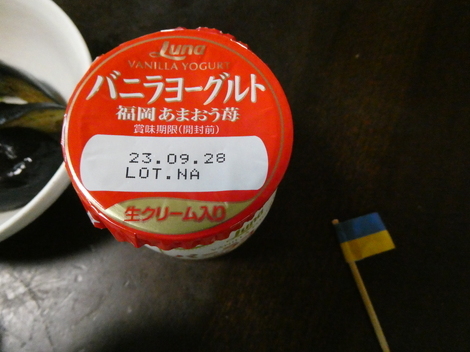 Luna
VANILLA YOGURT
バニラヨーグルト
福岡あまおう苺
賞味期限(開封前)
23.09.28
LOT.NA
生クリーム入り